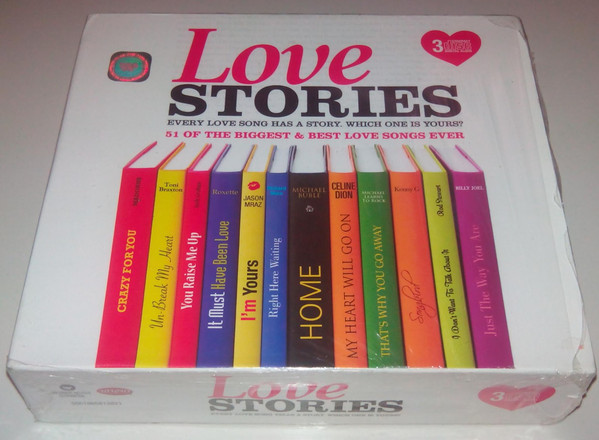 Love
3
STORIES
EVERY LOVE SONG HAS A STORY. WHICH ONE IS YOURS?
51 OF THE BIGGEST & BEST LOVE SONGS EVER
CRAZY FOR YOU
Toni Braxton
Un-Break My Heart
You Raise Me Up
Roxette
It Must Have Been Love
JASON MRAZ
I'm Yours
Right Here Waiting
MICHAEL BUBLÉ
HOME
CELINE DION
MY HEART WILL GO ON
MICHAEL LEARNS TO ROCK
THAT'S WHY YOU GO AWAY
Kenny G
Songbird
Rod Stewart
I Don't Want To Talk About It
BILLY JOEL
Just The Way You Are
Love
3
STORIES